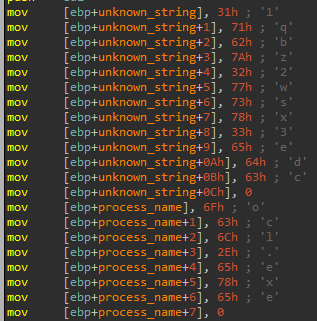 mov [ebp+unknown_string], 31h ; '1'
mov [ebp+unknown_string+1], 71h ; 'q'
mov [ebp+unknown_string+2], 62h ; 'b'
mov [ebp+unknown_string+3], 7Ah ; 'z'
mov [ebp+unknown_string+4], 32h ; '2'
mov [ebp+unknown_string+5], 77h ; 'w'
mov [ebp+unknown_string+6], 73h ; 's'
mov [ebp+unknown_string+7], 78h ; 'x'
mov [ebp+unknown_string+8], 33h ; '3'
mov [ebp+unknown_string+9], 65h ; 'e'
mov [ebp+unknown_string+0Ah], 64h ; 'd'
mov [ebp+unknown_string+0Bh], 63h ; 'c'
mov [ebp+unknown_string+0Ch], 0
mov [ebp+process_name], 6Fh ; 'o'
mov [ebp+process_name+1], 63h ; 'c'
mov [ebp+process_name+2], 6Ch ; 'l'
mov [ebp+process_name+3], 2Eh ; '.'
mov [ebp+process_name+4], 65h ; 'e'
mov [ebp+process_name+5], 78h ; 'x'
mov [ebp+process_name+6], 65h ; 'e'
mov [ebp+process_name+7], 0